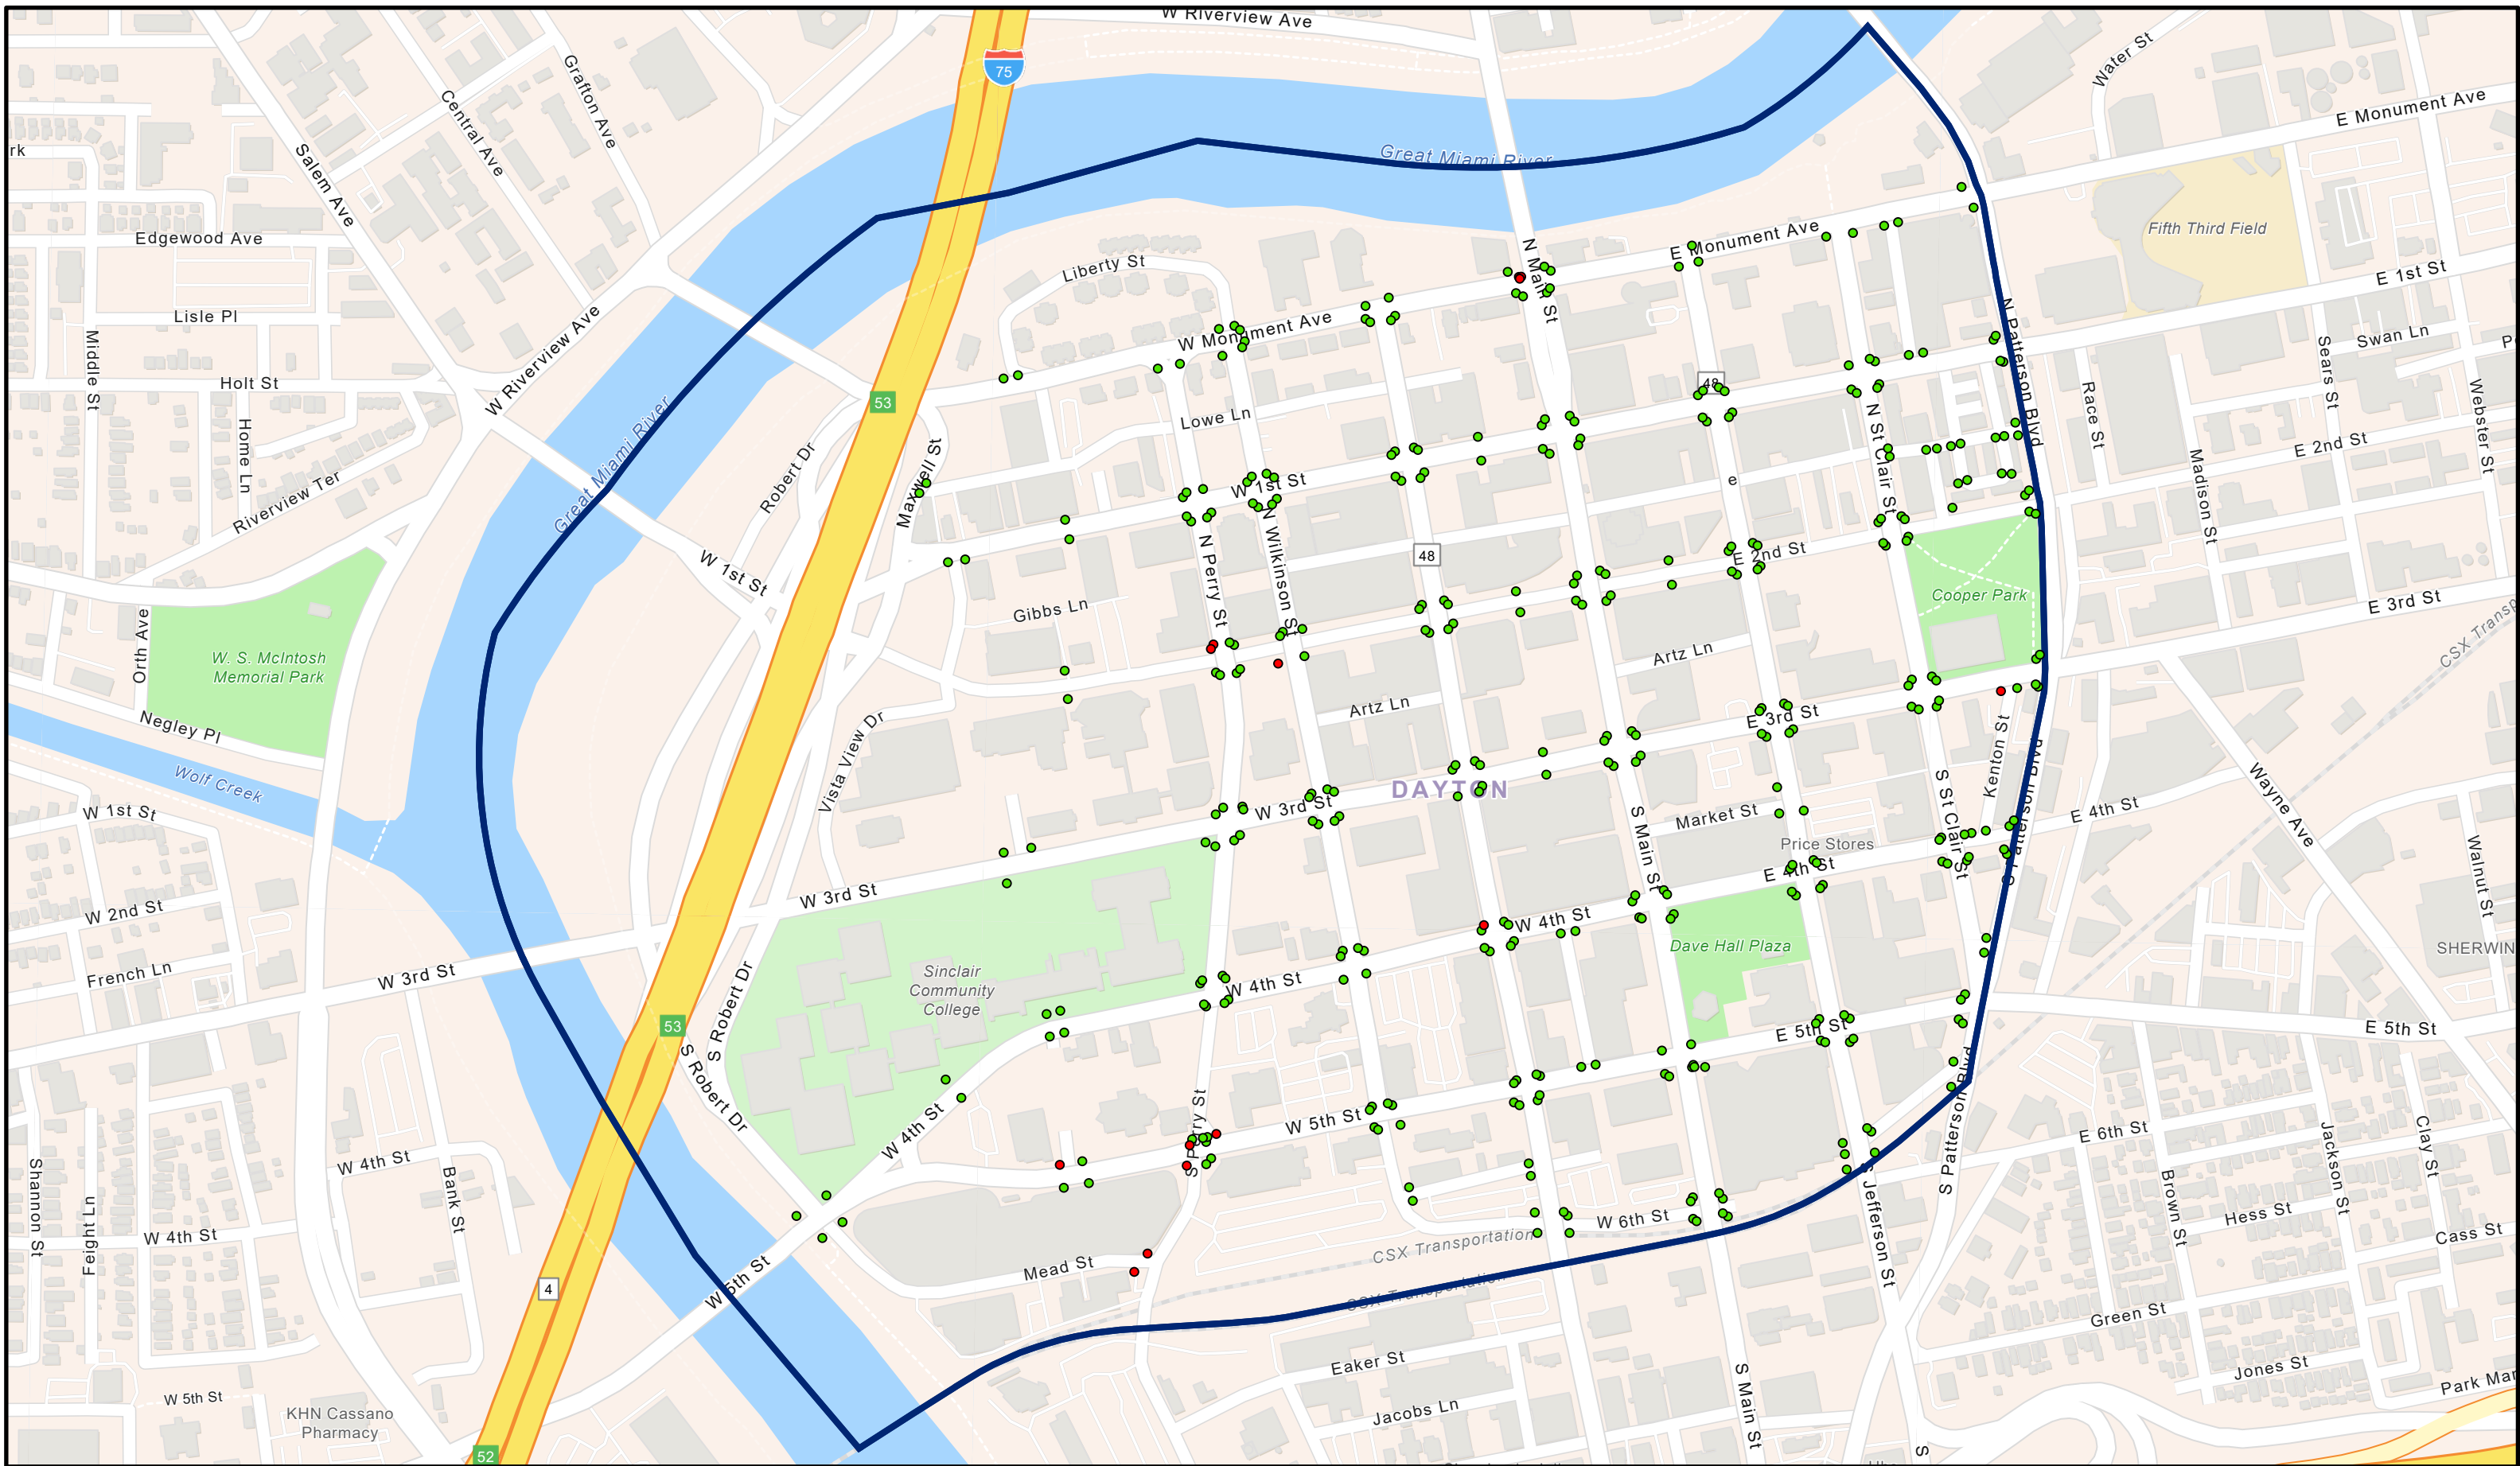 W Riverview Ave
75
Water St
E Monument Ave
Grafton Ave
Central Ave
Salem Ave
rk
Great Miami River
Fifth Third Field
Edgewood Ave
Liberty St
N Main St
E Monument Ave
E 1st St
Lisle Pl
W Riverview Ave
W Monument Ave
N Patterson Blvd
Swan Ln
Sears St
Middle St
Holt St
53
48
Lowe Ln
Race St
Webster St
Home Ln
Great Miami River
Robert Dr
Maxwell St
N St Clair St
E 2nd St
Madison St
Riverview Ter
W 1st St
e
N Perry St
N Wilkinson St
48
E 2nd St
W 1st St
Gibbs Ln
Cooper Park
E 3rd St
CSX Transp
Orth Ave
W. S. McIntosh
Memorial Park
Artz Ln
Artz Ln
Negley Pl
Vista View Dr
E 3rd St
Kenton St
S Patterson Blvd
Wolf Creek
DAYTON
Wayne Ave
W 1st St
W 3rd St
Market St
S Main St
S St Clair St
E 4th St
Price Stores
E 4th St
Walnut St
W 3rd St
W 2nd St
W 4th St
Dave Hall Plaza
SHERWIN
French Ln
W 3rd St
Sinclair
Community
College
W 4th St
S Robert Dr
53
S Robert Dr
E 5th St
E 5th St
W 4th St
S Perry St
W 5th St
S Patterson Blvd
E 6th St
Clay St
Jackson St
W 4th St
Shannon St
Bank St
Feight Ln
W 4th St
Brown St
Hess St
Cass St
S Jefferson St
W 6th St
CSX Transportation
Mead St
W 5th St
4
CSX Transportation
Green St
Eaker St
Jones St
S Main St
Park Mar
W 5th St
KHN Cassano
Pharmacy
Jacobs Ln
S
52